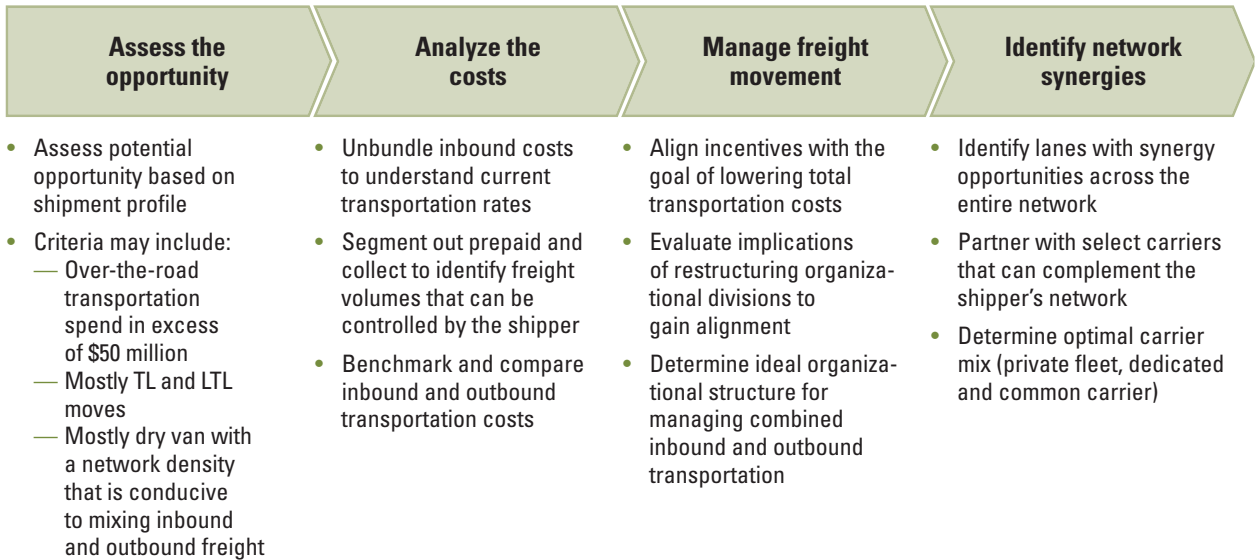 Assess the
opportunity
Analyze the
costs
Manage freight
movement
Identify network
synergies
• Assess potential
opportunity based on
shipment profile
• Criteria may include:
— Over-the-road
transportation
spend in excess
of $50 million
— Mostly TL and LTL
moves
— Mostly dry van with
a network density
that is conducive
to mixing inbound
and outbound freight
• Unbundle inbound costs
to understand current
transportation rates
• Segment out prepaid and
collect to identify freight
volumes that can be
controlled by the shipper
• Benchmark and compare
inbound and outbound
transportation costs
• Align incentives with the
goal of lowering total
transportation costs
• Evaluate implications
of restructuring organiza-
tional divisions to
gain alignment
• Determine ideal organiza-
tional structure for
managing combined
inbound and outbound
transportation
• Identify lanes with synergy
opportunities across the
entire network
• Partner with select carriers
that can complement the
shipper's network
• Determine optimal carrier
mix (private fleet, dedicated
and common carrier)